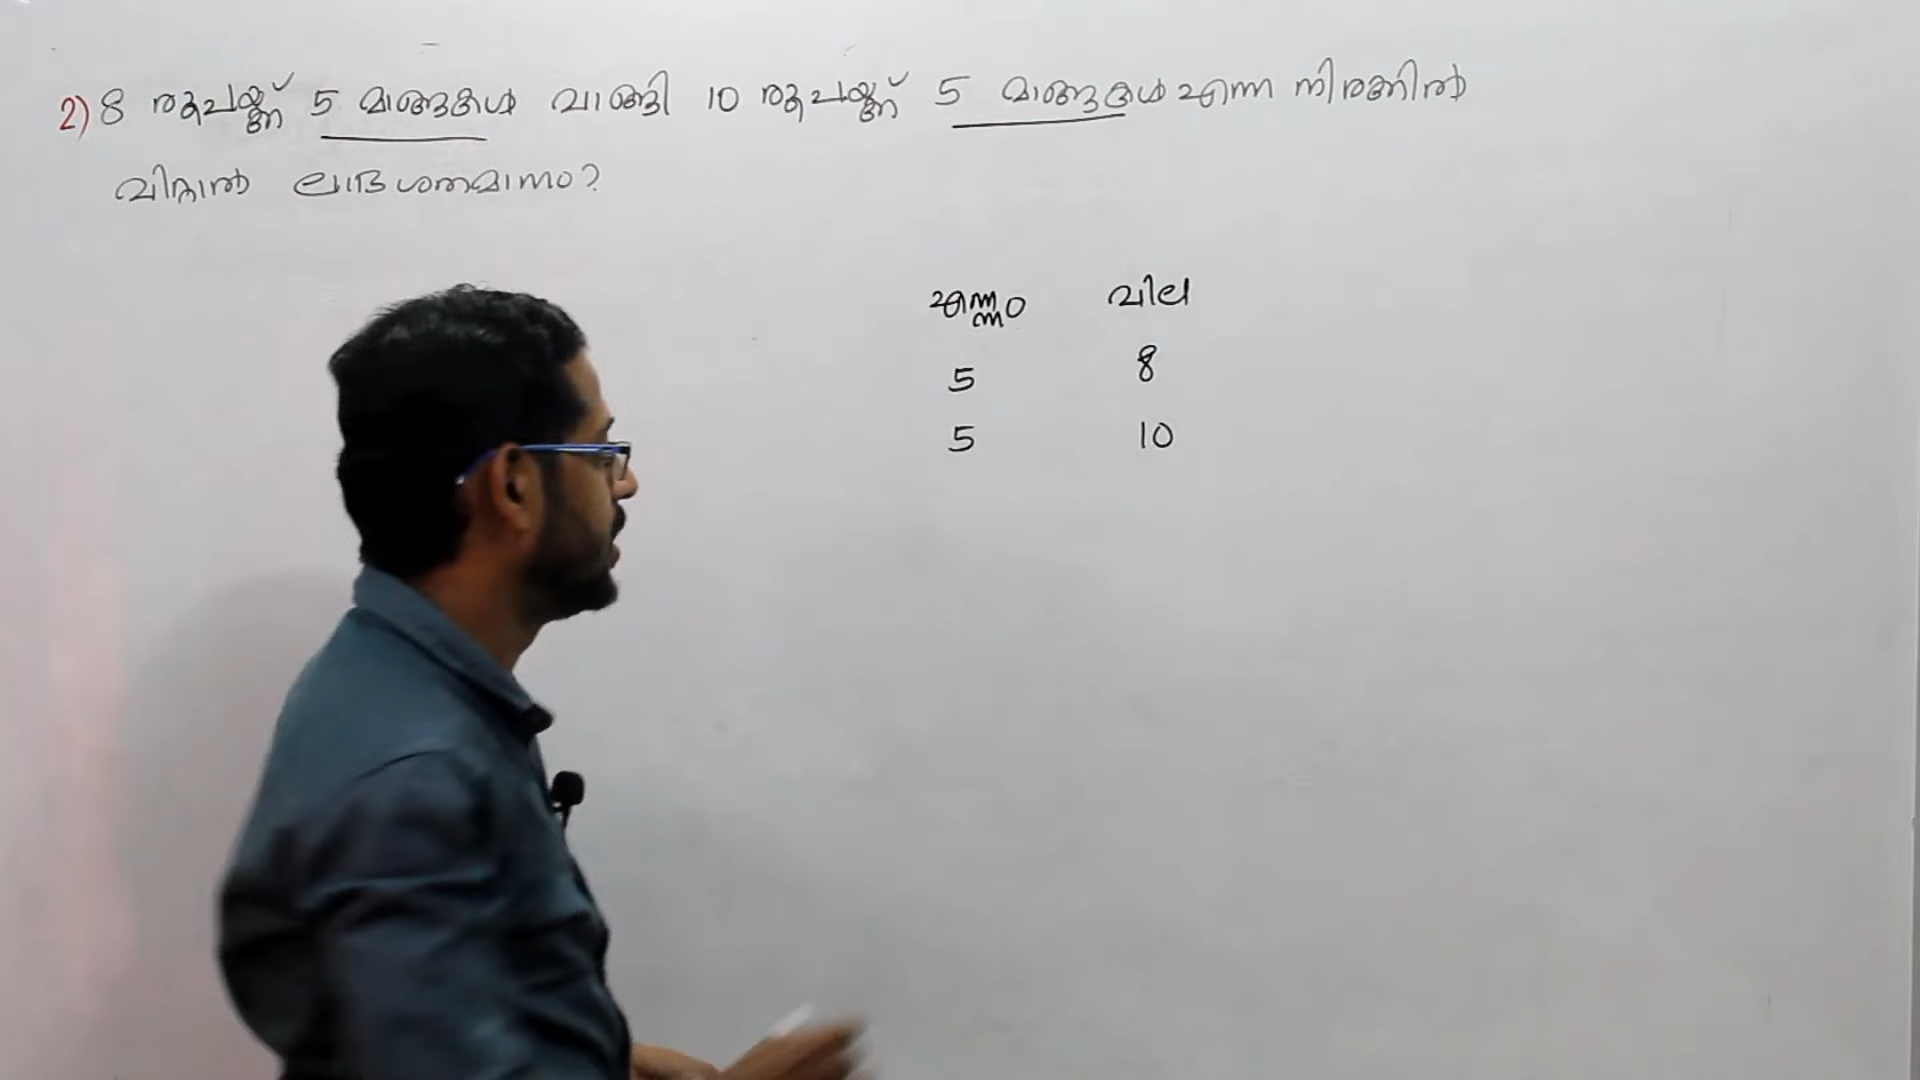 2) 8 രൂപയ്ക്ക് 5 മാങ്ങകൾ വാങ്ങി 10 രൂപയ്ക്ക് 5 മാങ്ങകൾ എന്ന നിരക്കിൽ
വിറ്റാൽ ലാഭശതമാനം?
എണ്ണം വില
5 8
5 10